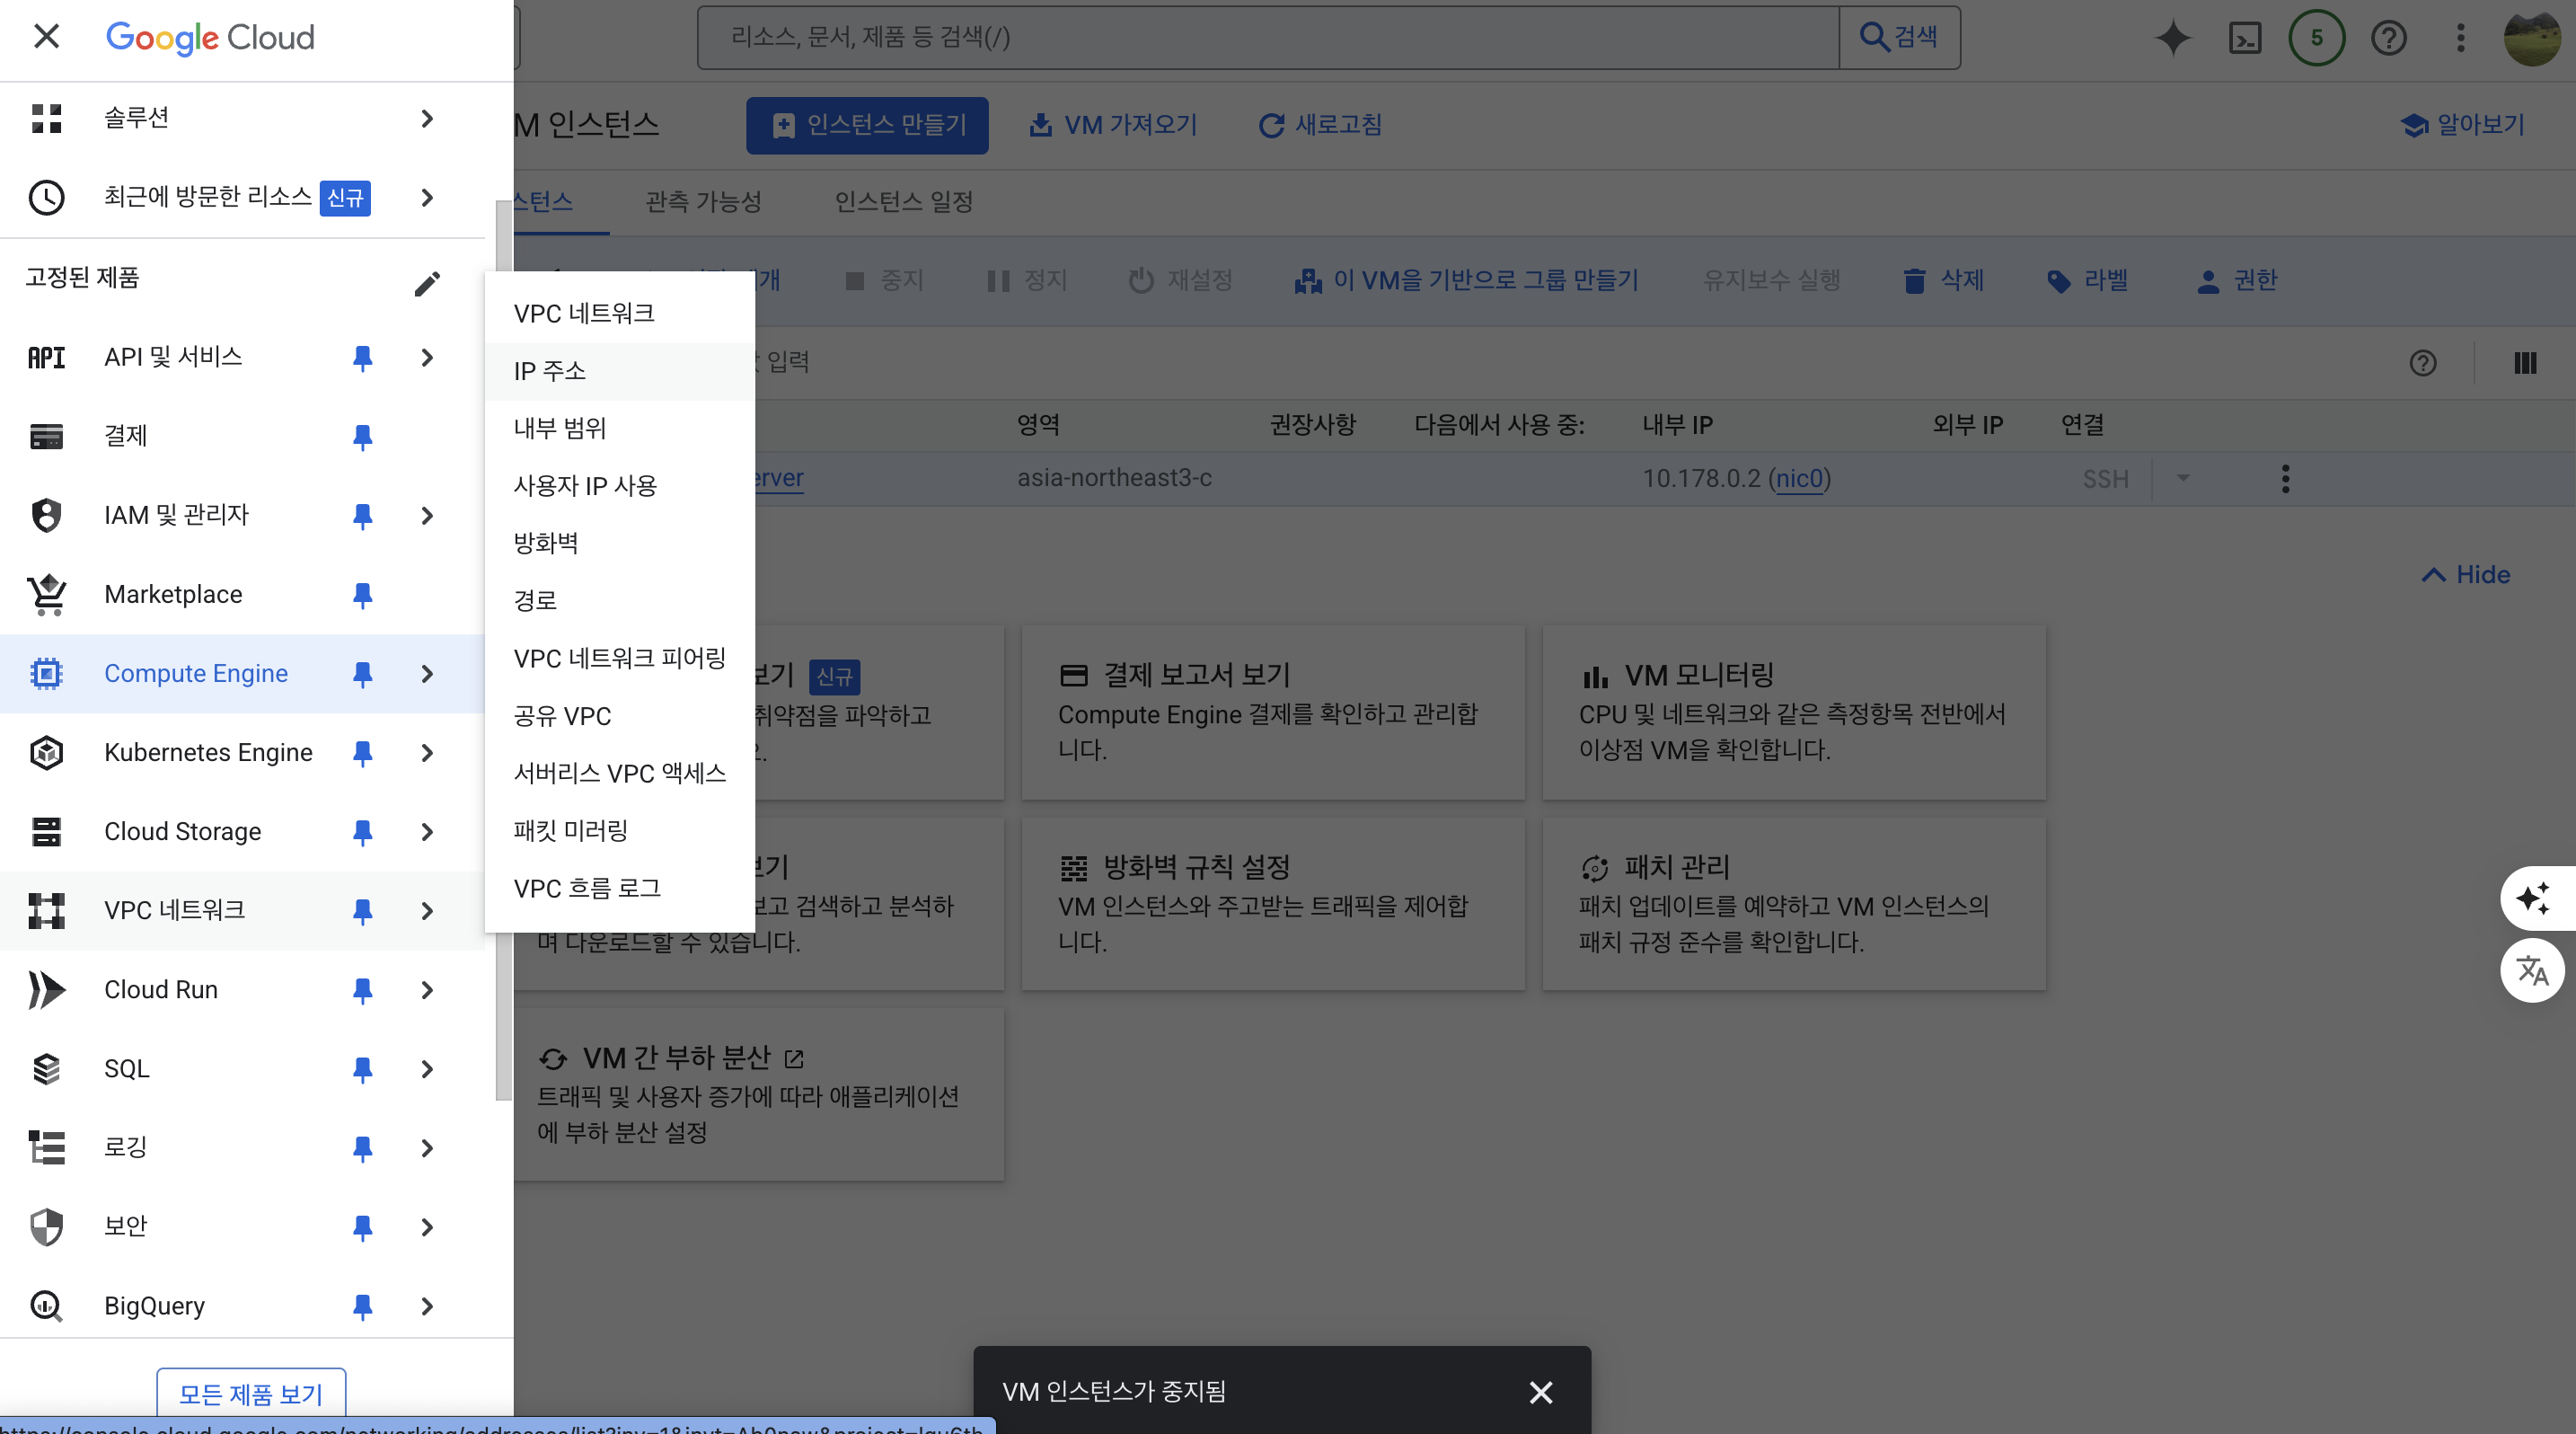 Google Cloud
솔루션
최근에 방문한 리소스 신규
고정된 제품
API API 및 서비스
결제
IAM 및 관리자
Marketplace
Compute Engine
Kubernetes Engine
Cloud Storage
VPC 네트워크
Cloud Run
SQL
로깅
보안
BigQuery
모든 제품 보기
VPC 네트워크
IP 주소
내부 범위
사용자 IP 사용
방화벽
경로
VPC 네트워크 피어링
공유 VPC
서버리스 VPC 액세스
패킷 미러링
VPC 흐름 로그
리소스, 문서, 제품 등 검색(/)
검색
5
인스턴스
인스턴스 만들기
VM 가져오기
새로고침
알아보기
관측 가능성
인스턴스 일정
중지
정지
재설정
이 VM을 기반으로 그룹 만들기
유지보수 실행
삭제
라벨
권한
입력
영역
권장사항
다음에서 사용 중:
내부 IP
외부 IP
연결
asia-northeast3-c
10.178.0.2 (nic0)
SSH
Hide
신규
취약점을 파악하고
결제 보고서 보기
Compute Engine 결제를 확인하고 관리합
니다.
VM 모니터링
CPU 및 네트워크와 같은 측정항목 전반에서
이상점 VM을 확인합니다.
검색하고 분석하
며 다운로드할 수 있습니다.
방화벽 규칙 설정
VM 인스턴스와 주고받는 트래픽을 제어합
니다.
패치 관리
패치 업데이트를 예약하고 VM 인스턴스의
패치 규정 준수를 확인합니다.
VM 간 부하 분산
트래픽 및 사용자 증가에 따라 애플리케이션
에 부하 분산 설정
VM 인스턴스가 중지됨